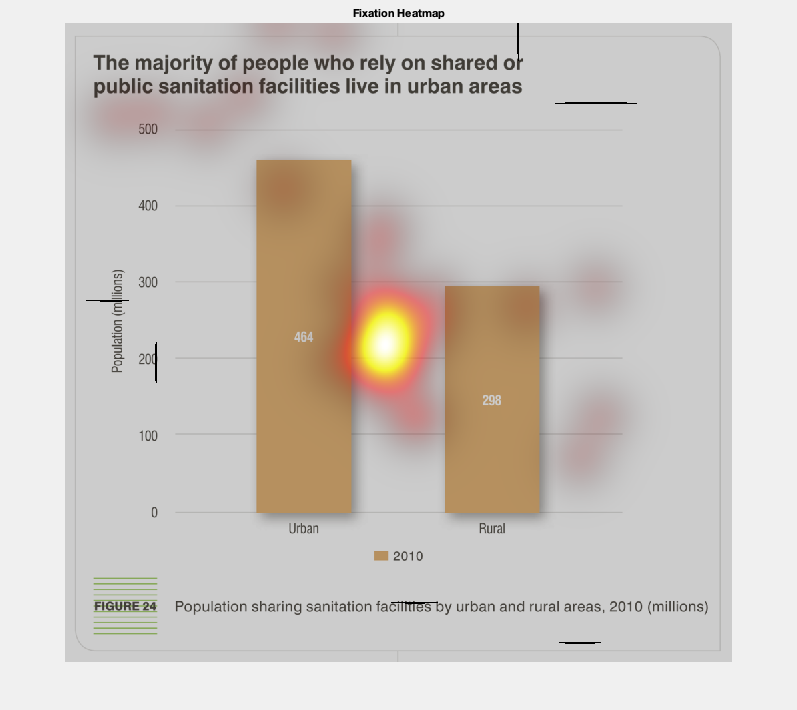 Fixation Heatmap
The majority of people who rely on shared or
public sanitation facilities live in urban areas
500
400
300
200
100
0
Population (millions)
464
298
Urban
Rural
2010
FIGURE 24
Population sharing sanitation facilities by urban and rural areas, 2010 (millions)